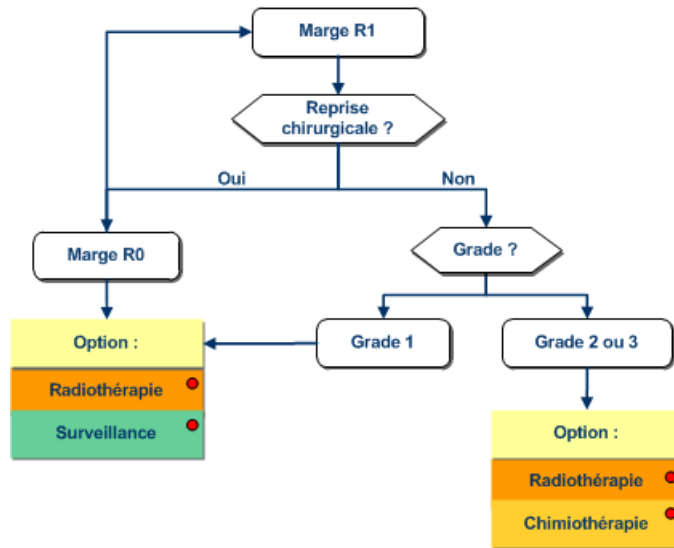 Marge R1
Reprise
chirurgicale ?
Oui
Non
Marge R0
Grade ?
Option :
Radiothérapie
Surveillance
Grade 1
Grade 2 ou 3
Option :
Radiothérapie
Chimiothérapie